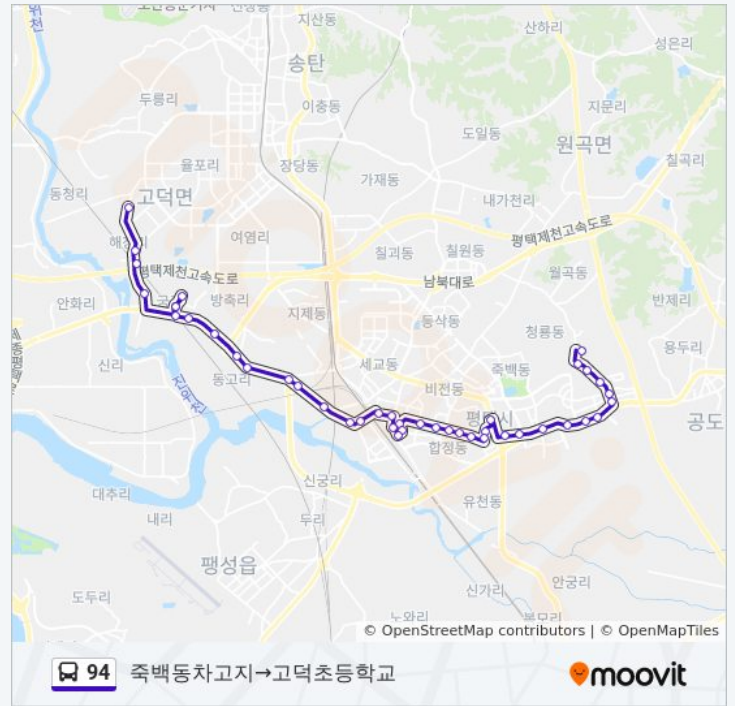 지산동
산하리
성은리
송탄
두릉리
이충동
지문리
도일동
원곡면
율포리
장당동
칠곡리
가재동
동청리
고덕면
내가천리
평택제천고속도로
여염리
칠괴동
칠원동
평택제천고속도로
월곡동
남북대로
안화리
방축리
반제리
지제동
동삭동
청룡동
용두리
신리
세교동
죽백동
동고리
비전동
진위천
공도
합정동
신궁리
대추리
유천동
내리
두리
팽성읍
안궁리
신가리
도두리
노와리
© OpenStreetMap contributors | © OpenMapTiles
94 죽백동차고지→고덕초등학교
moovit